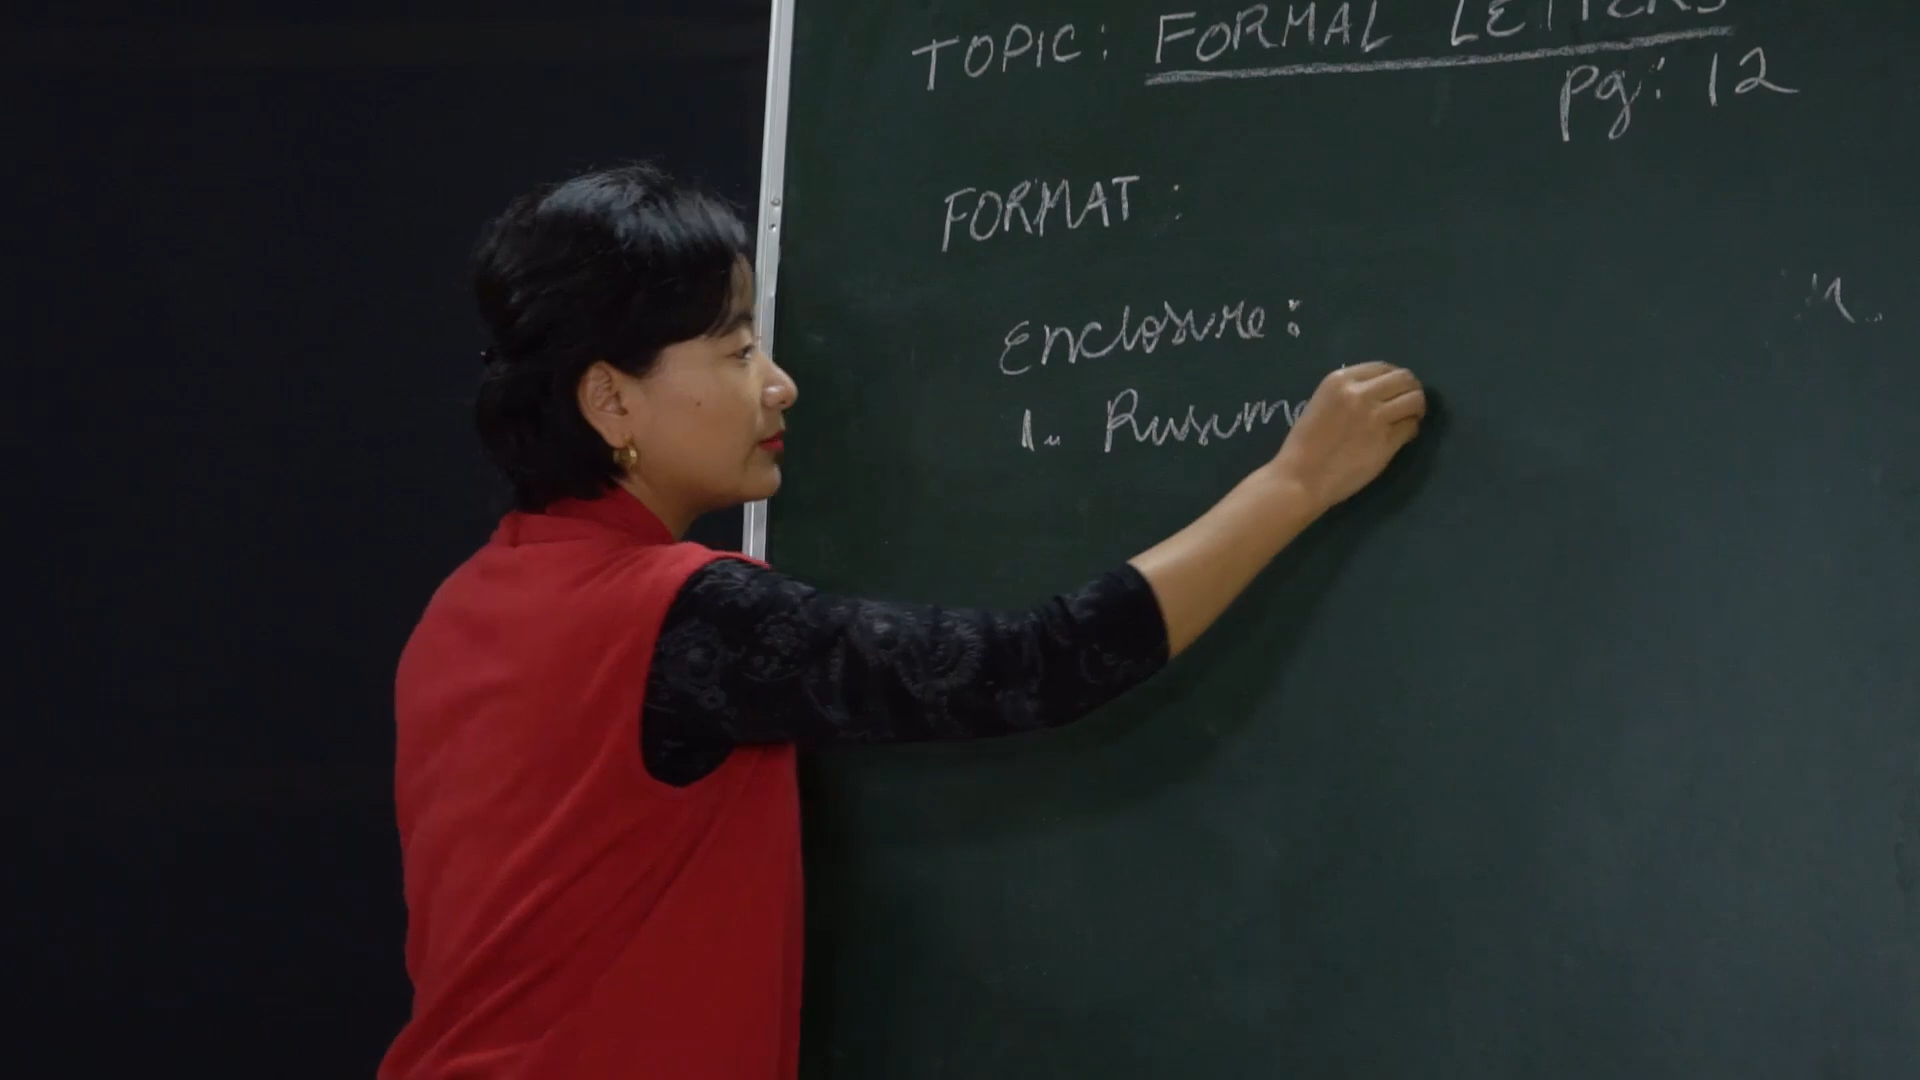 TOPIC: FORMAL LETTERS
pg: 12
FORMAT :
Enclosure:
1. Resume